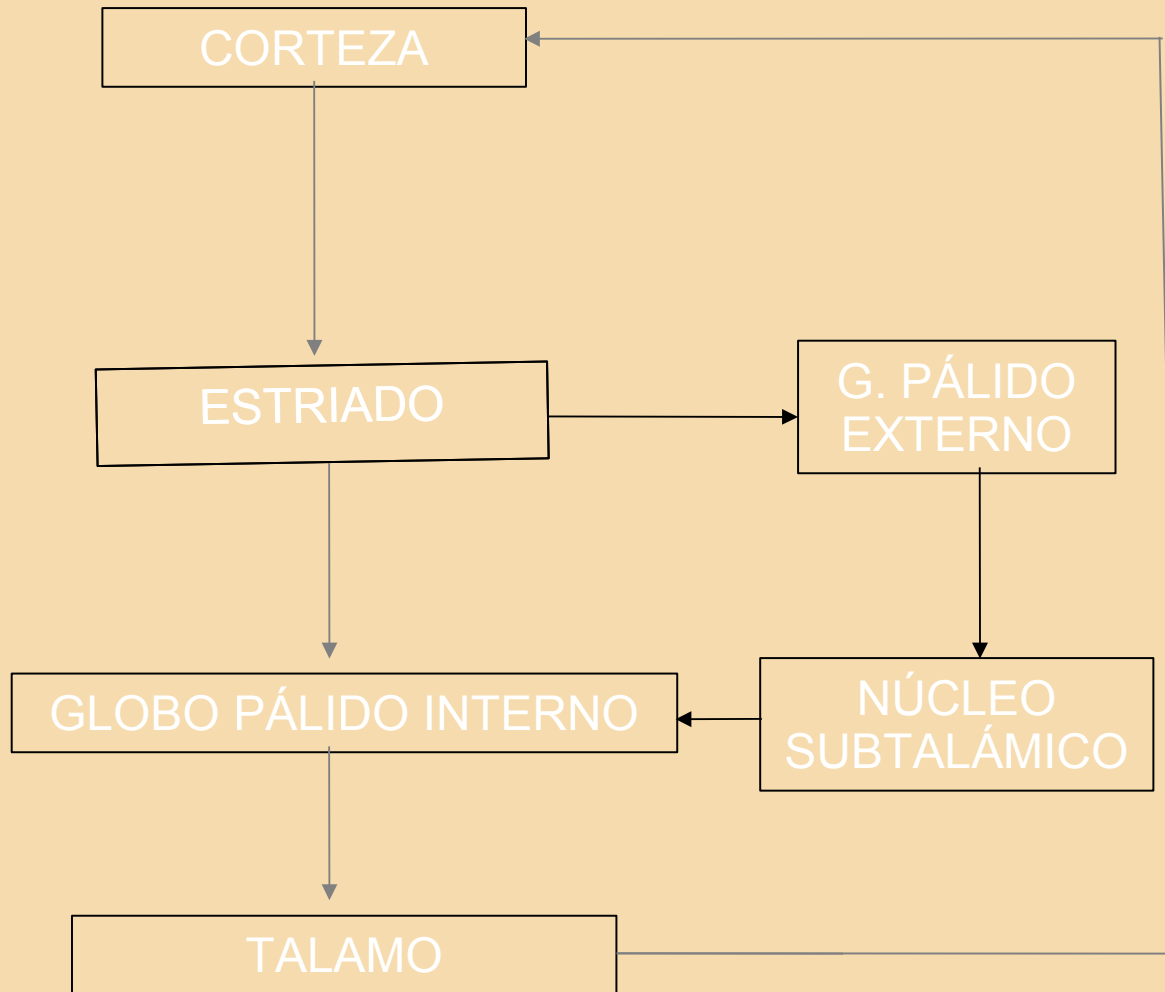 CORTEZA
ESTRIADO
G. PÁLIDO
EXTERNO
GLOBO PÁLIDO INTERNO
NÚCLEO
SUBTALÁMICO
TALAMO